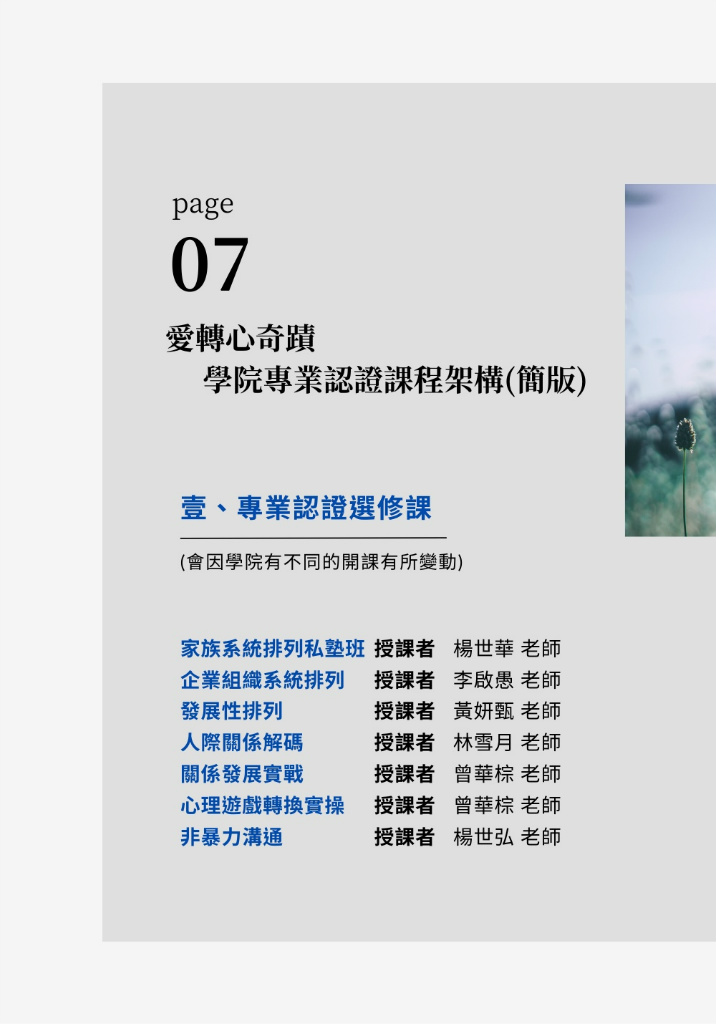 page
07
愛轉心奇蹟
學院專業認證課程架構(簡版)
壹、專業認證選修課
(會因學院有不同的開課有所變動)
家族系統排列私塾班 授課者 楊世華 老師
企業組織系統排列 授課者 李啟愚 老師
發展性排列 授課者 黃妍甄 老師
人際關係解碼 授課者 林雪月 老師
關係發展實戰 授課者 曾華棕 老師
心理遊戲轉換實操 授課者 曾華棕 老師
非暴力溝通 授課者 楊世弘 老師